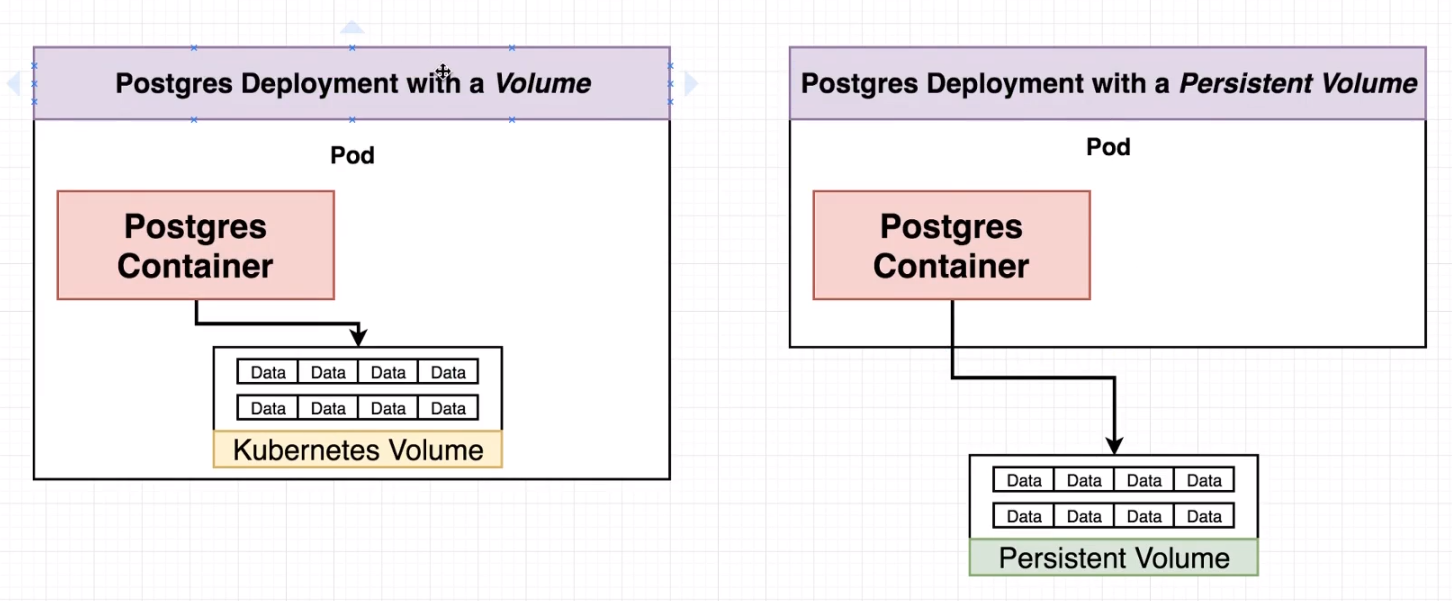 Postgres Deployment with a Volume
Pod
Postgres
Container
Data Data Data Data
Data Data Data Data
Kubernetes Volume
Postgres Deployment with a Persistent Volume
Pod
Postgres
Container
Data Data Data Data
Data Data Data Data
Persistent Volume